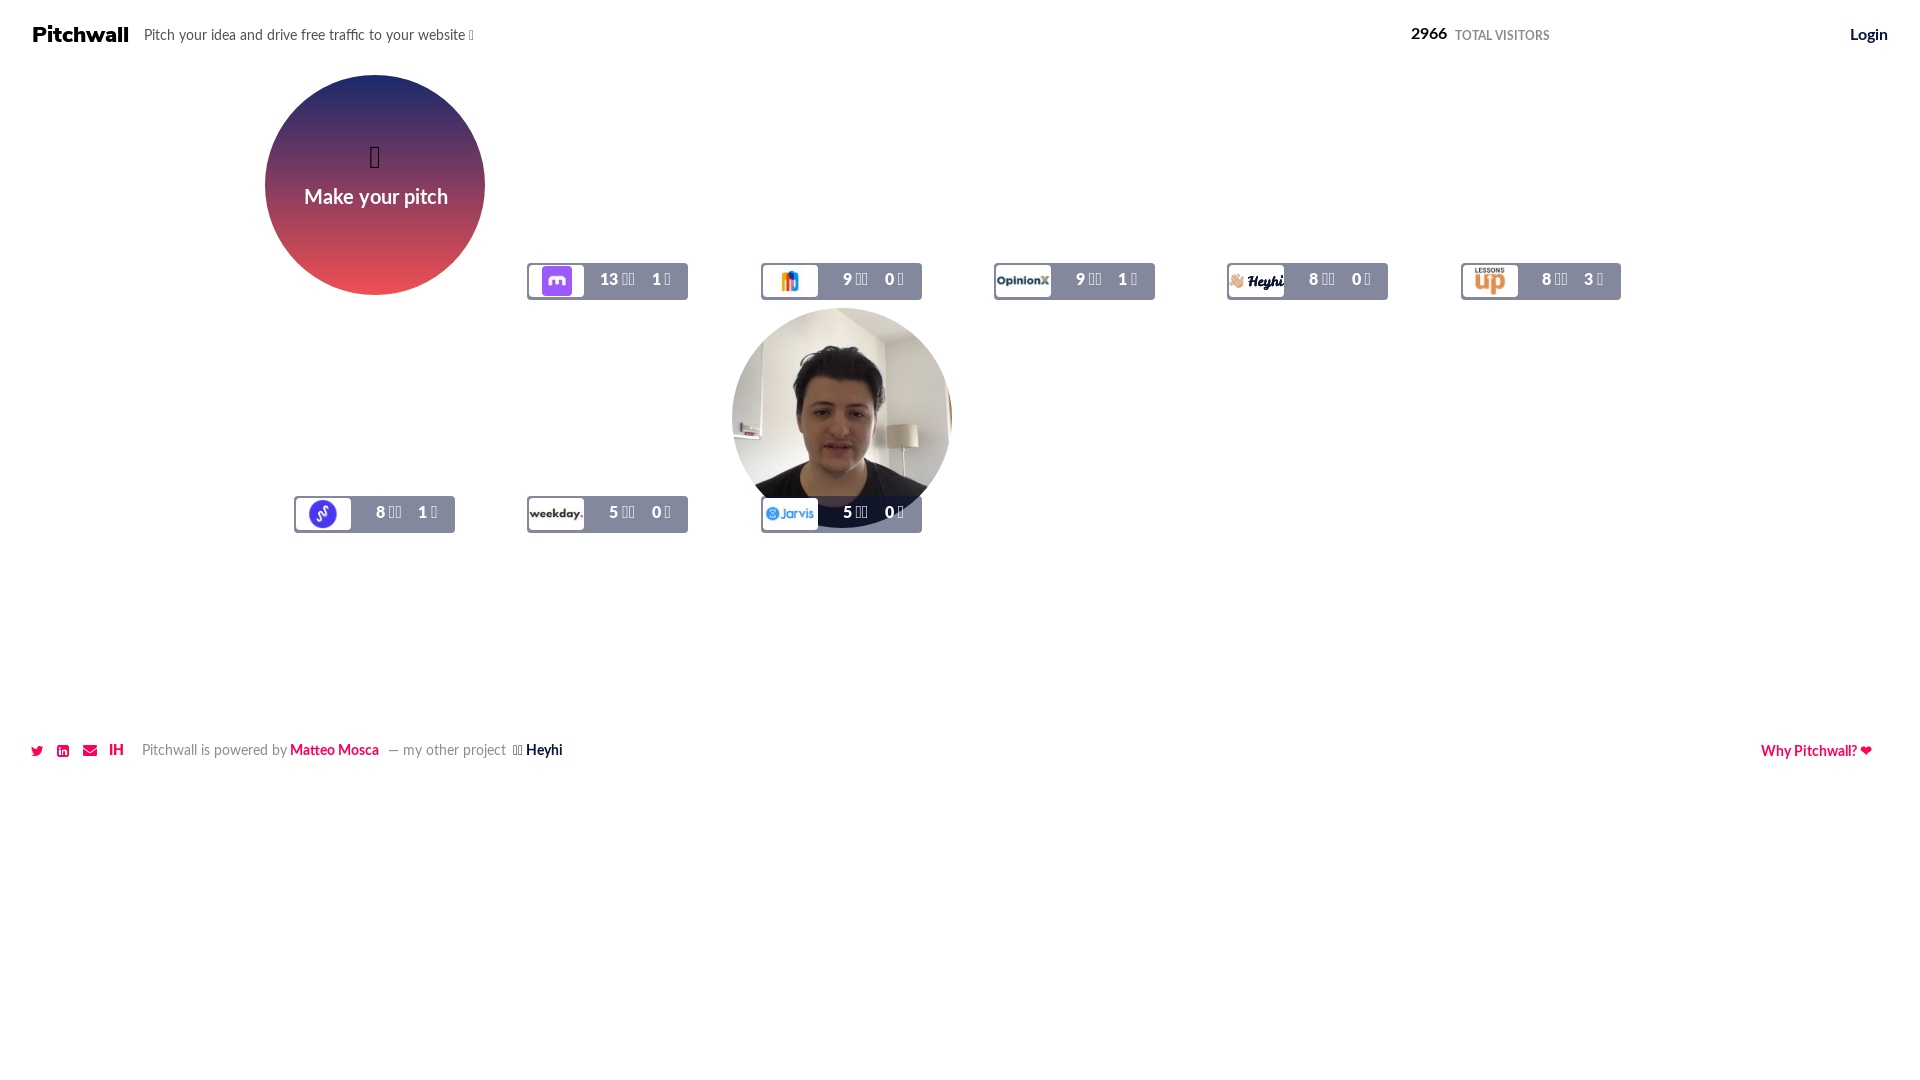 Pitchwall Pitch your idea and drive free traffic to your website
2966 TOTAL VISITORS
Login
Make your pitch
13 1
9 0
OpinionX 9 1
Heyhi 8 0
LESSONS
up 8 3
8 1
weekday. 5 0
Jarvis 5 0
IH Pitchwall is powered by Matteo Mosca — my other project Heyhi
Why Pitchwall? ❤